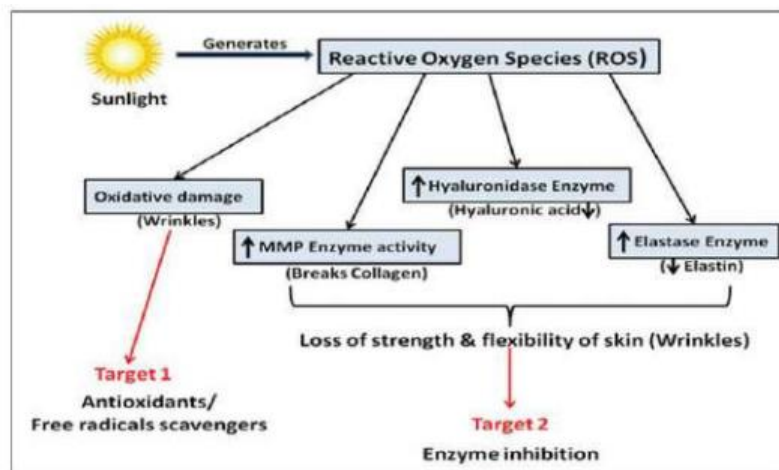 Generates
Reactive Oxygen Species (ROS)
Sunlight
Oxidative damage
(Wrinkles)
↑ Hyaluronidase Enzyme
(Hyaluronic acid↓)
↑ MMP Enzyme activity
(Breaks Collagen)
↑ Elastase Enzyme
(↓ Elastin)
Loss of strength & flexibility of skin (Wrinkles)
Target 1
Antioxidants/
Free radicals scavengers
Target 2
Enzyme inhibition